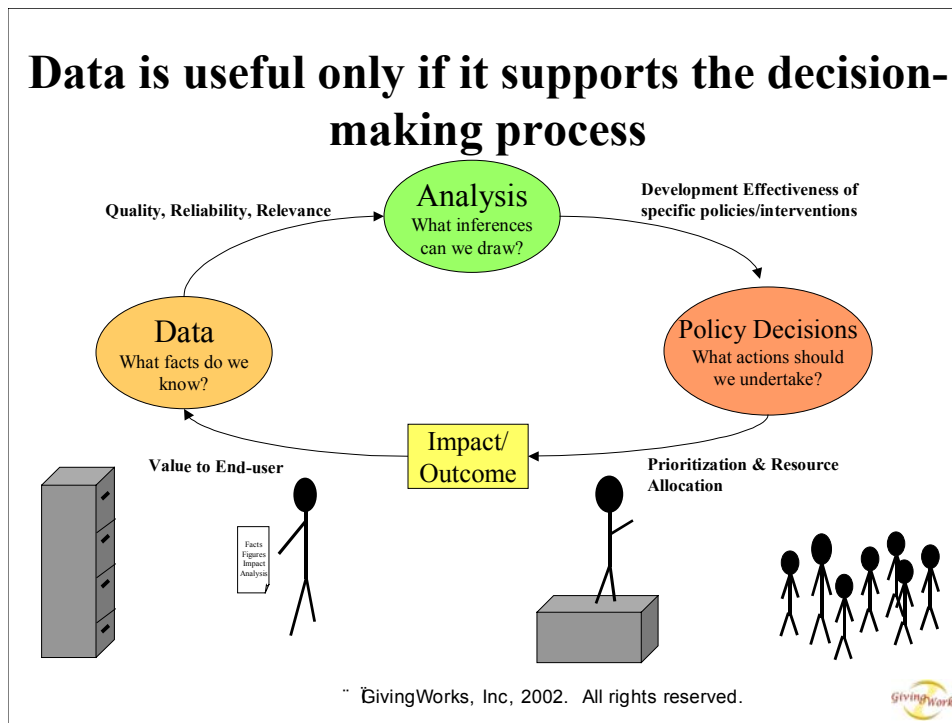 Data is useful only if it supports the decision-
making process
Analysis
What inferences
can we draw?
Quality, Reliability, Relevance
Development Effectiveness of
specific policies/interventions
Data
What facts do we
know?
Policy Decisions
What actions should
we undertake?
Impact/
Outcome
Value to End-user
Prioritization & Resource
Allocation
Facts
Figures
Impact
Analysis
¨ ¨GivingWorks, Inc, 2002. All rights reserved.
GivingWorks